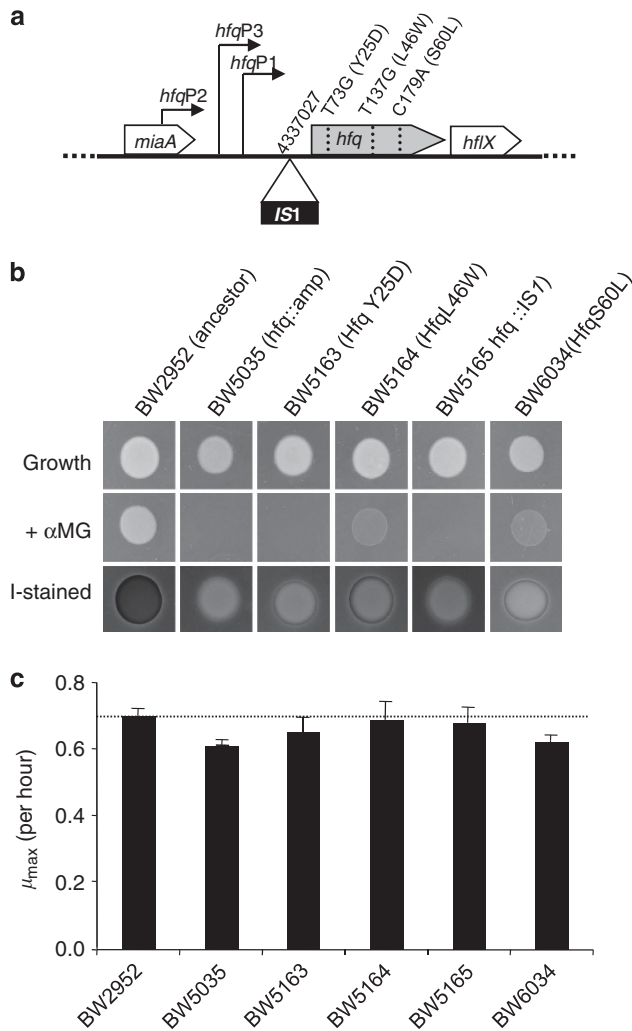 a
hfqP3
hfqP1
hfqP2
4337027
T73G (Y25D)
T137G (L46W)
C179A (S60L)
miaA
hfq
hflX
IS1
b
BW2952 (ancestor)
BW5035 (hfq::amp)
BW5163 (Hfq Y25D)
BW5164 (HfqL46W)
BW5165 hfq ::IS1)
BW6034(HfqS60L)
Growth
+ αMG
I-stained
c
0.8
0.6
0.4
0.2
0.0
μmax (per hour)
BW2952
BW5035
BW5163
BW5164
BW5165
BW6034